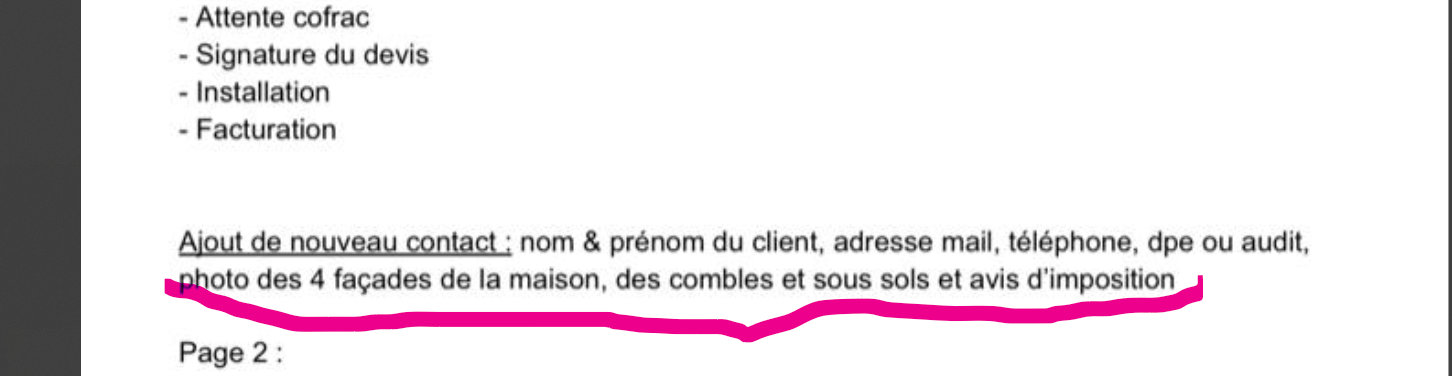 - Attente cofrac
- Signature du devis
- Installation
- Facturation
Ajout de nouveau contact : nom & prénom du client, adresse mail, téléphone, dpe ou audit,
photo des 4 façades de la maison, des combles et sous sols et avis d'imposition
Page 2 :